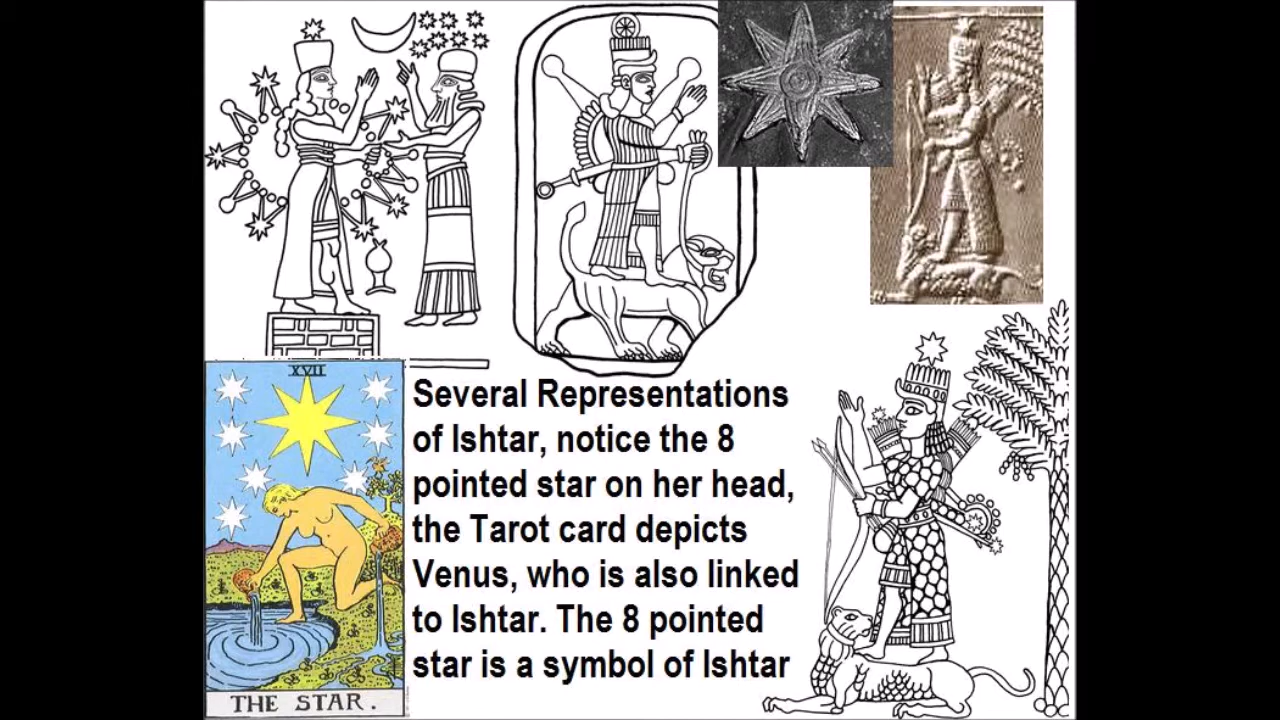 XVII
THE STAR.
Several Representations
of Ishtar, notice the 8
pointed star on her head,
the Tarot card depicts
Venus, who is also linked
to Ishtar. The 8 pointed
star is a symbol of Ishtar